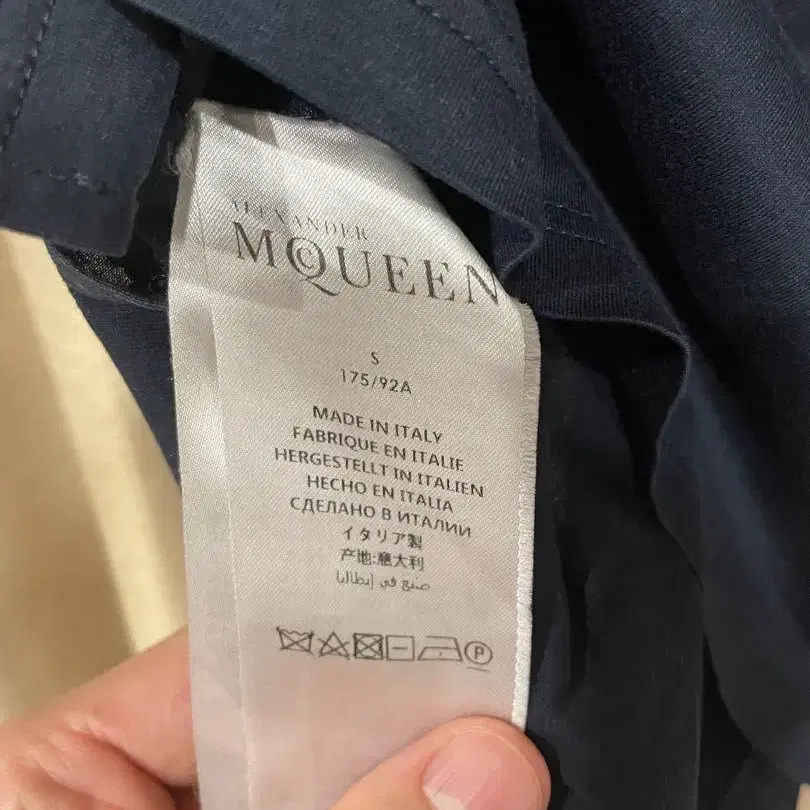 ALEXANDER
McQUEEN
S
175/92A
MADE IN ITALY
FABRIQUE EN ITALIE
HERGESTELLT IN ITALIEN
HECHO EN ITALIA
СДЕЛАНО В ИТАЛИИ
イタリア製
产地:意大利
صنع في إيطاليا
P